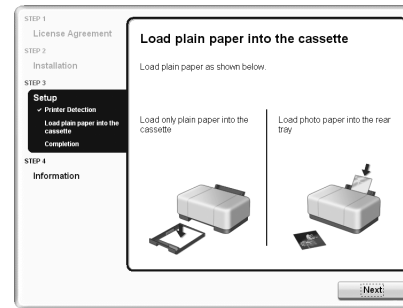 STEP 1
License Agreement
STEP 2
Installation
STEP 3
Setup
Printer Detection
Load plain paper into the
cassette
Completion
STEP 4
Information
Load plain paper into the cassette
Load plain paper as shown below.
Load only plain paper into the
cassette
Load photo paper into the rear
tray
Next